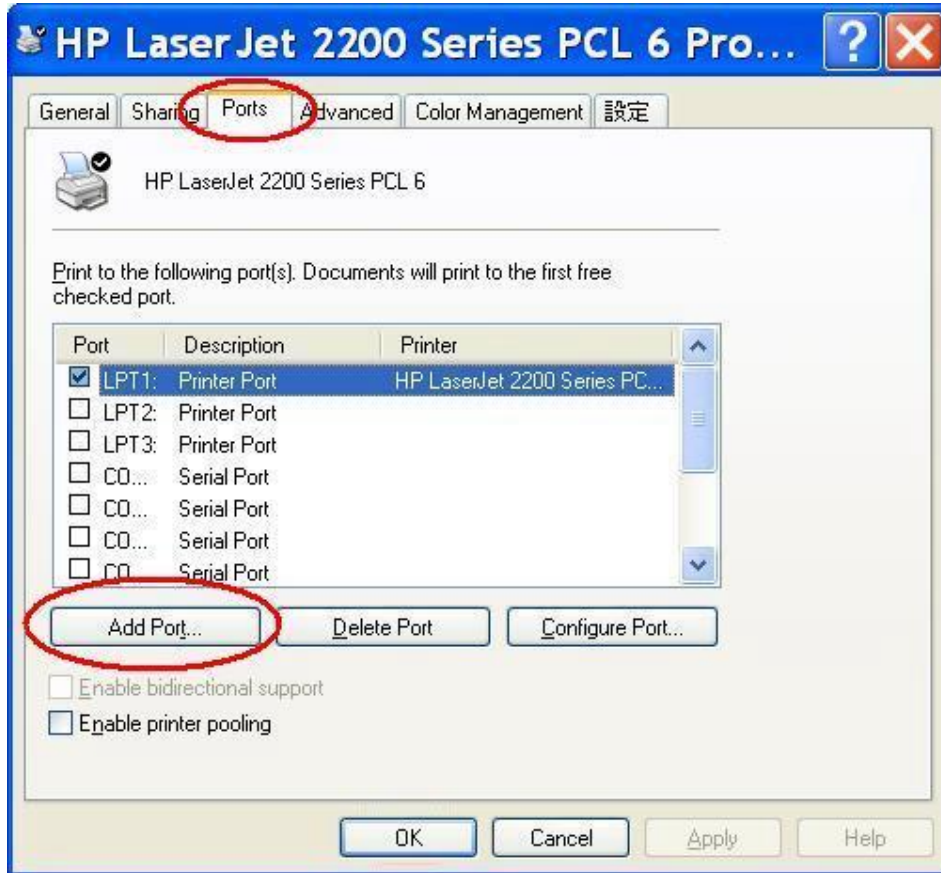 HP LaserJet 2200 Series PCL 6 Pro...
General Sharing Ports Advanced Color Management 設定
HP LaserJet 2200 Series PCL 6
Print to the following port(s). Documents will print to the first free
checked port.
Port Description Printer
LPT1: Printer Port HP LaserJet 2200 Series PC...
LPT2: Printer Port
LPT3: Printer Port
CO... Serial Port
CO... Serial Port
CO... Serial Port
CO... Serial Port
Add Port... Delete Port Configure Port...
Enable bidirectional support
Enable printer pooling
OK Cancel Apply Help